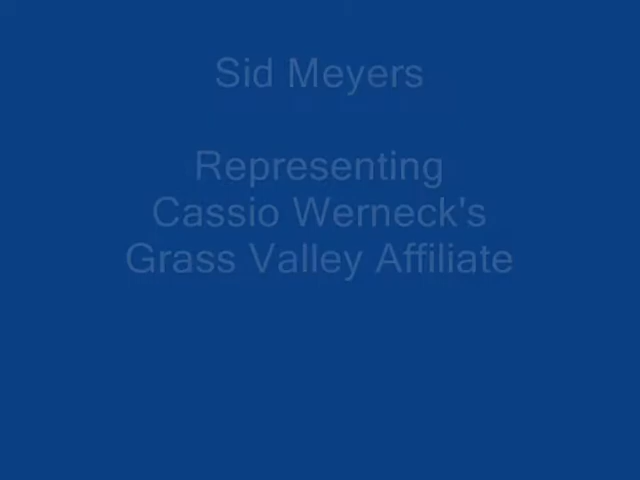 Sid Meyers
Representing
Cassio Werneck's
Grass Valley Affiliate